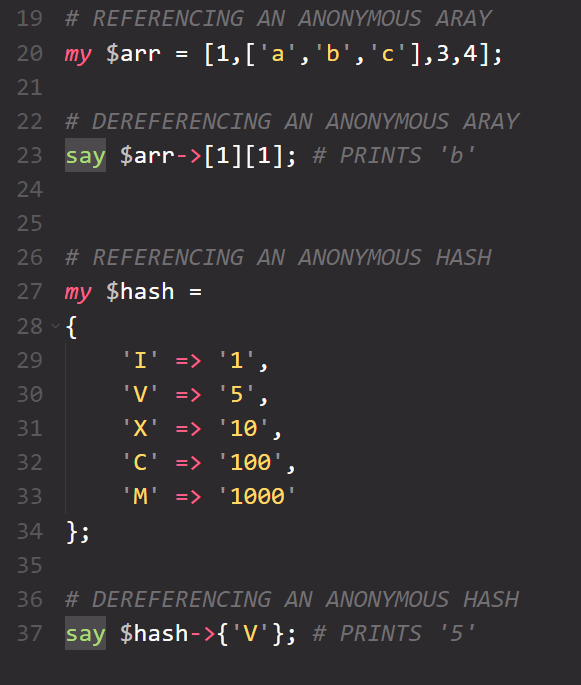 19 # REFERENCING AN ANONYMOUS ARAY
20 my $arr = [1,['a','b','c'],3,4];
21
22 # DEREFERENCING AN ANONYMOUS ARAY
23 say $arr->[1][1]; # PRINTS 'b'
24
25
26 # REFERENCING AN ANONYMOUS HASH
27 my $hash =
28 {
29     'I' => '1',
30     'V' => '5',
31     'X' => '10',
32     'C' => '100',
33     'M' => '1000'
34 };
35
36 # DEREFERENCING AN ANONYMOUS HASH
37 say $hash->{'V'}; # PRINTS '5'